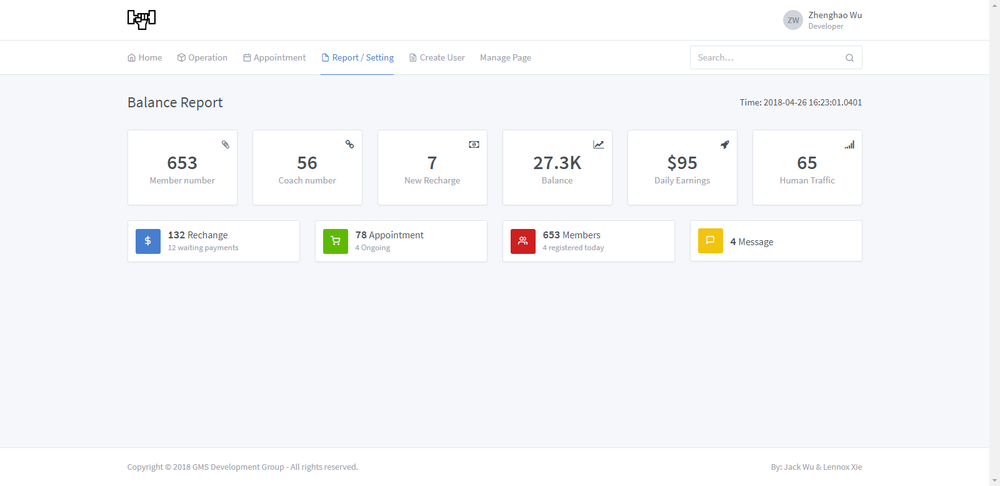 ZW
Zhenghao Wu
Developer
Home Operation Appointment Report / Setting Create User Manage Page Search...
Balance Report Time: 2018-04-26 16:23:01.0401
653
Member number
56
Coach number
7
New Recharge
27.3K
Balance
$95
Daily Earnings
65
Human Traffic
132 Rechange
12 waiting payments
78 Appointment
4 Ongoing
653 Members
4 registered today
4 Message
Copyright © 2018 GMS Development Group - All rights reserved. By: Jack Wu & Lennox Xie